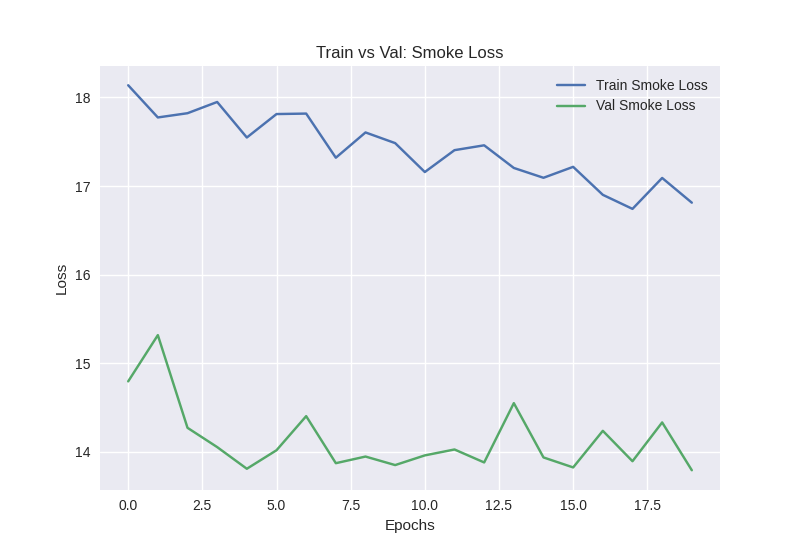 Train vs Val: Smoke Loss
Train Smoke Loss
Val Smoke Loss
18
17
16
15
14
Loss
0.0 2.5 5.0 7.5 10.0 12.5 15.0 17.5
Epochs